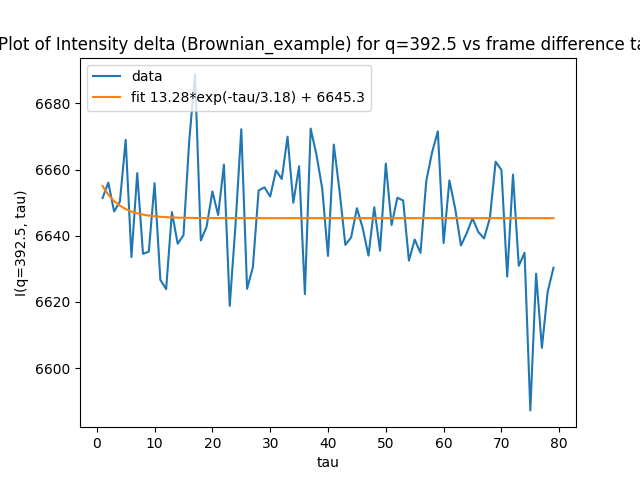 Plot of Intensity delta (Brownian_example) for q=392.5 vs frame difference ta
data
fit 13.28*exp(-tau/3.18) + 6645.3
6680
6660
6640
6620
6600
I(q=392.5, tau)
0 10 20 30 40 50 60 70 80
tau